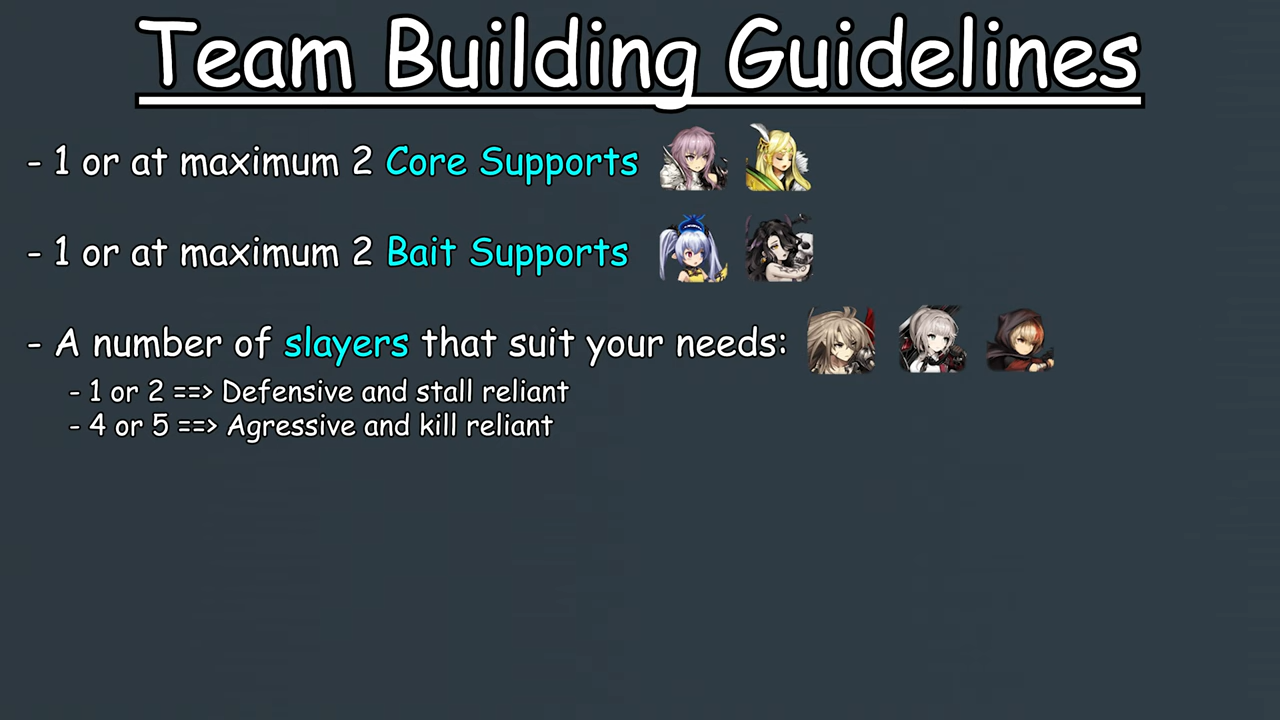 Team Building Guidelines
- 1 or at maximum 2 Core Supports
- 1 or at maximum 2 Bait Supports
- A number of slayers that suit your needs:
- 1 or 2 ==> Defensive and stall reliant
- 4 or 5 ==> Agressive and kill reliant